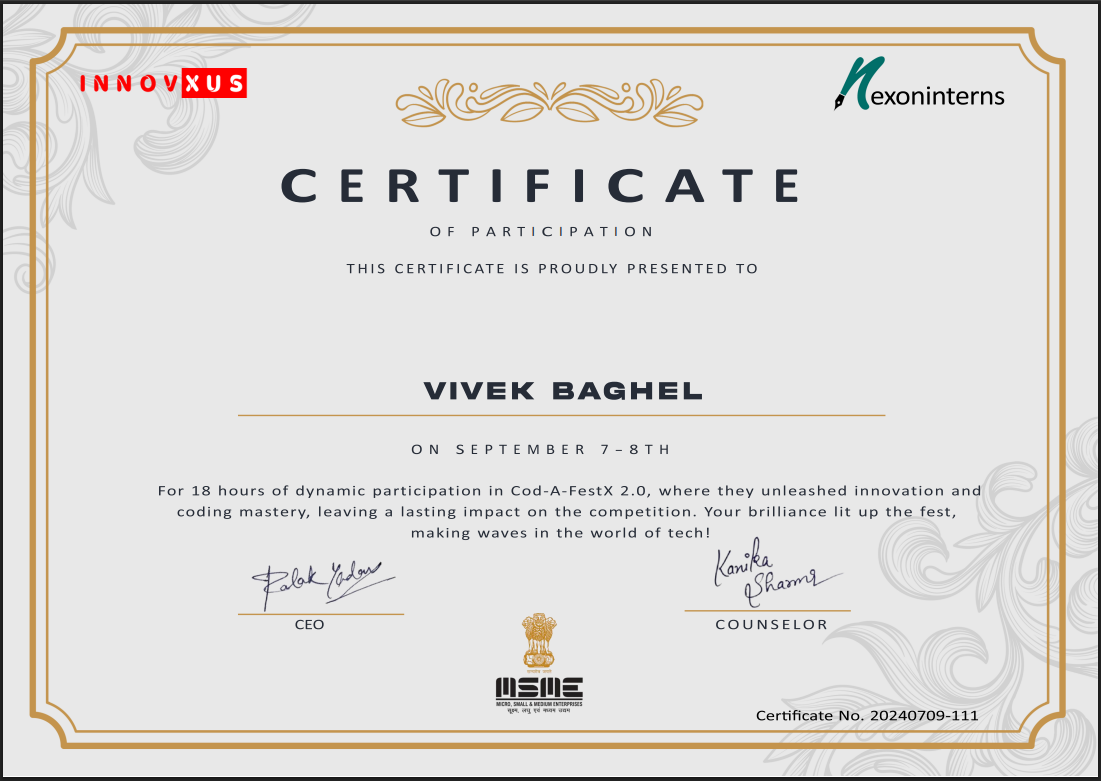 INNOVXUS
Nexoninterns
CERTIFICATE
OF PARTICIPATION
THIS CERTIFICATE IS PROUDLY PRESENTED TO
VIVEK BAGHEL
ON SEPTEMBER 7-8TH
For 18 hours of dynamic participation in Cod-A-FestX 2.0, where they unleashed innovation and
coding mastery, leaving a lasting impact on the competition. Your brilliance lit up the fest,
making waves in the world of tech!
Palak Yadav
Kanika
Sharma
CEO
COUNSELOR
सत्यमेव जयते
MSME
MICRO, SMALL & MEDIUM ENTERPRISES
सूक्ष्म, लघु एवं मध्यम उद्यम
Certificate No. 20240709-111